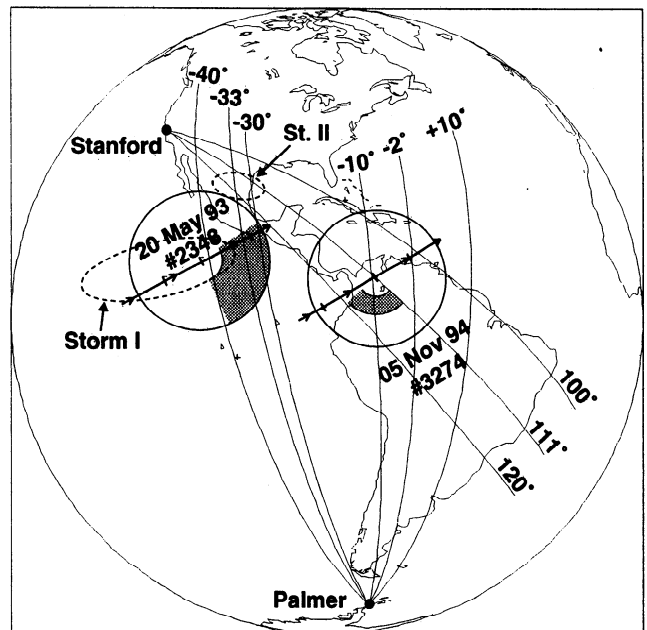 -40°
-33°
-30°
Stanford
St. II
-10°
-2°
+10°
20 May 93
#2348
Storm I
05 Nov 94
#3274
100°
111°
120°
Palmer